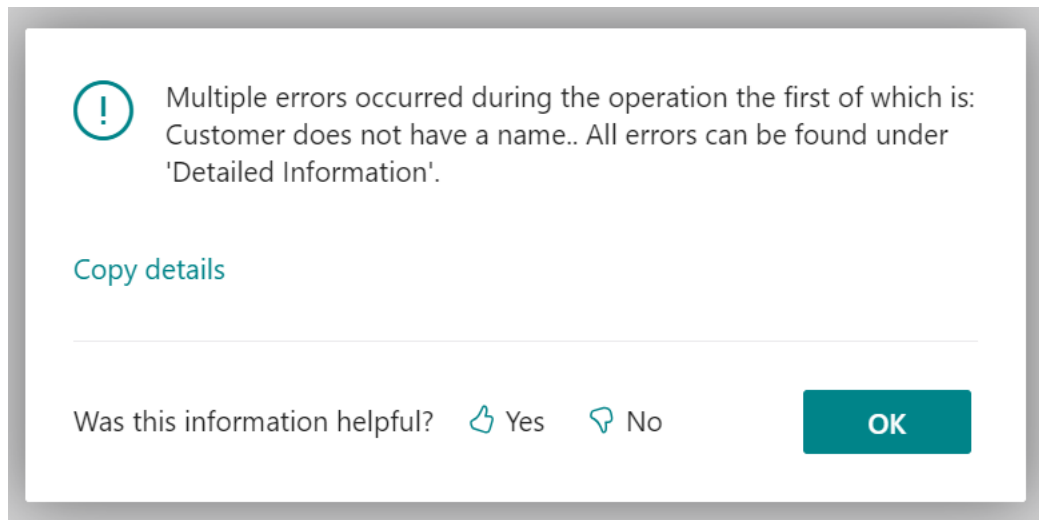 Multiple errors occurred during the operation the first of which is:
Customer does not have a name.. All errors can be found under
'Detailed Information'.
Copy details
Was this information helpful? Yes No OK